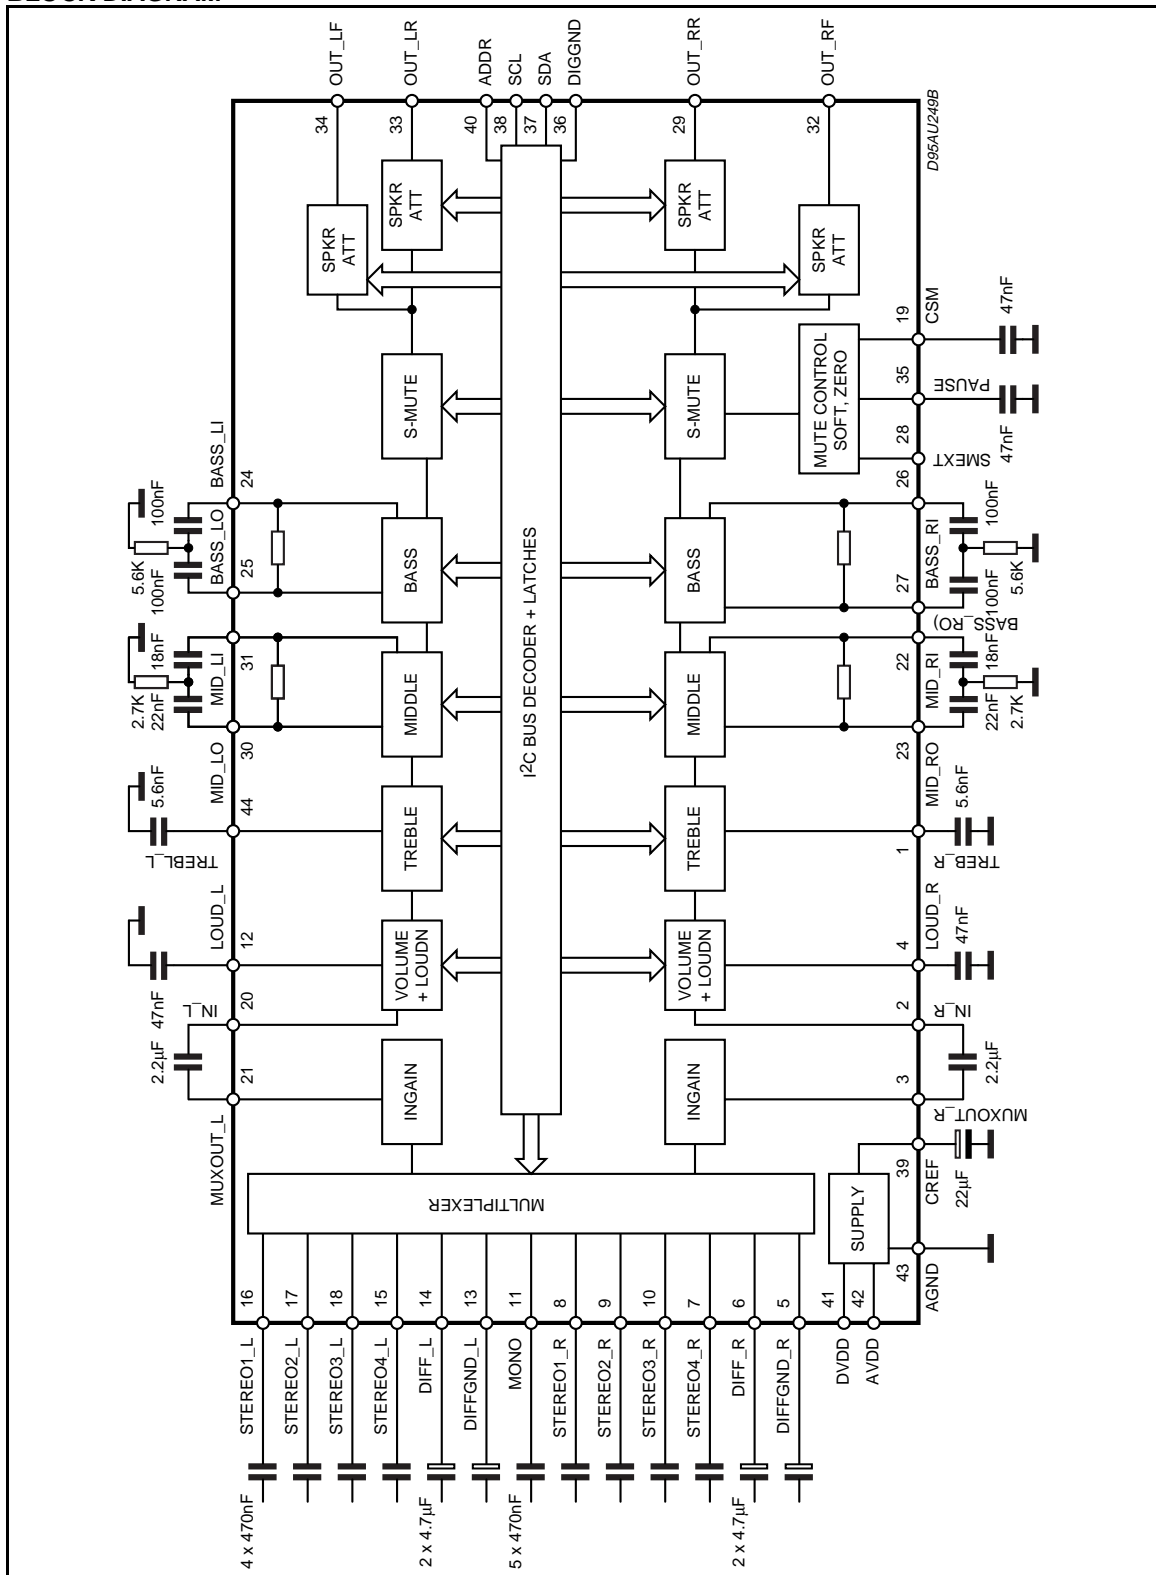 BLOCK DIAGRAM
OUT_LF
OUT_LR
ADDR
SCL
SDA
DIGGND
OUT_RR
OUT_RF
34
33
40
38
37
36
29
32
D95AU249B
SPKR
ATT
SPKR
ATT
SPKR
ATT
SPKR
ATT
19
CSM
47nF
35
PAUSE
47nF
28
SMEXT
MUTE CONTROL
SOFT, ZERO
S-MUTE
S-MUTE
I2C BUS DECODER + LATCHES
BASS_LI
24
100nF
5.6K
BASS_LO
25
100nF
BASS
BASS
26
BASS_RI
100nF
27
BASS_RO)
100nF
5.6K
31
MID_LI
18nF
2.7K
22nF
30
MID_LO
MIDDLE
MIDDLE
22
MID_RI
18nF
22nF
2.7K
23
MID_RO
5.6nF
44
TREBL_L
TREBLE
TREBLE
1
TREB_R
5.6nF
LOUD_L
12
47nF
VOLUME
+ LOUDN
VOLUME
+ LOUDN
4
LOUD_R
47nF
20
IN_L
2.2µF
21
MUXOUT_L
INGAIN
INGAIN
2
IN_R
2.2µF
3
MUXOUT_R
39
CREF
22µF
SUPPLY
43
AGND
MULTIPLEXER
16
17
18
15
14
13
11
8
9
10
7
6
5
41
42
STEREO1_L
STEREO2_L
STEREO3_L
STEREO4_L
DIFF_L
DIFFGND_L
MONO
STEREO1_R
STEREO2_R
STEREO3_R
STEREO4_R
DIFF_R
DIFFGND_R
DVDD
AVDD
4 x 470nF
2 x 4.7µF
5 x 470nF
2 x 4.7µF